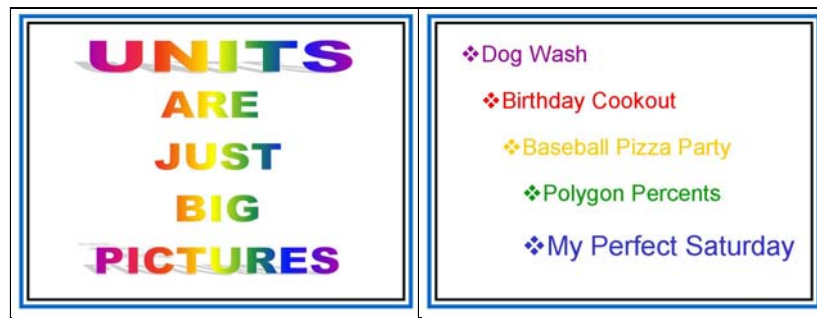 UNITS
ARE
JUST
BIG
PICTURES
❖Dog Wash
❖Birthday Cookout
❖Baseball Pizza Party
❖Polygon Percents
❖My Perfect Saturday